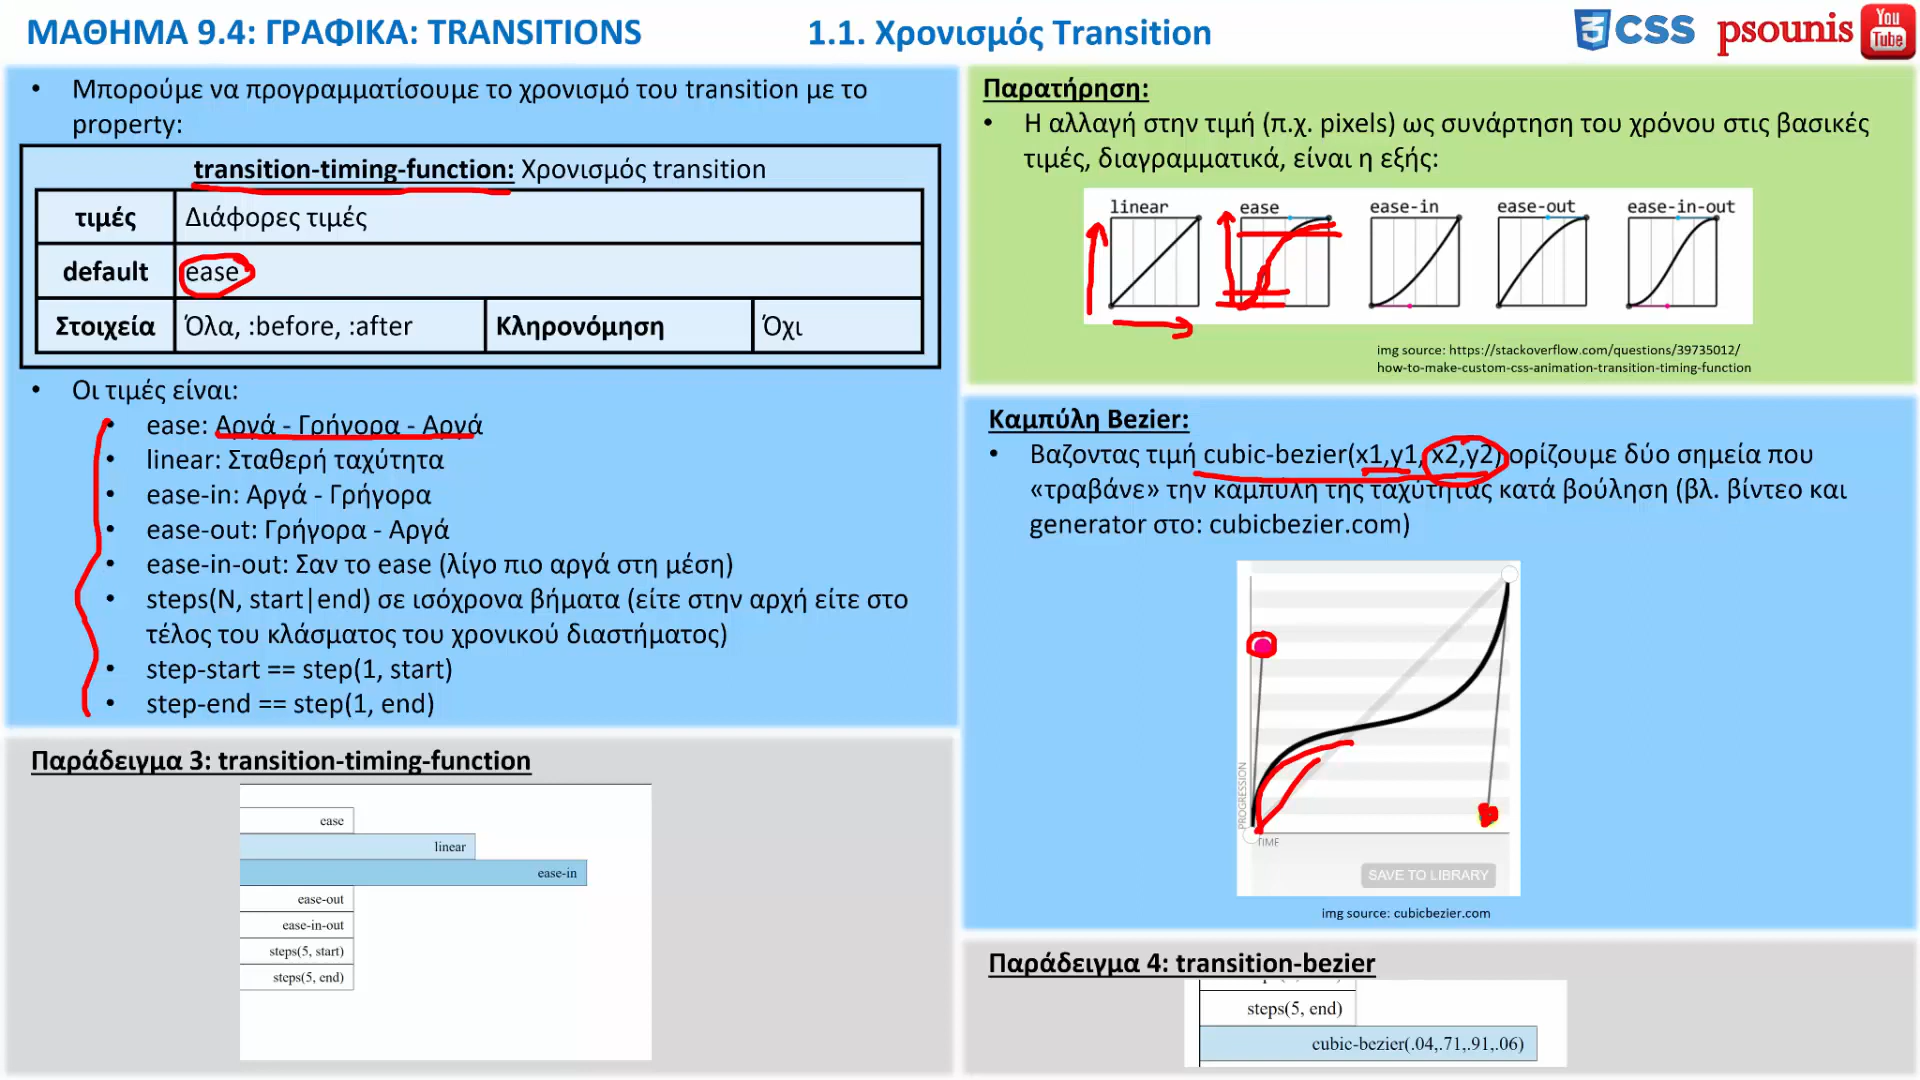 ΜΑΘΗΜΑ 9.4: ΓΡΑΦΙΚΑ: TRANSITIONS
1.1. Χρονισμός Transition
3 CSS psounis You Tube
• Μπορούμε να προγραμματίσουμε το χρονισμό του transition με το
property:
transition-timing-function: Χρονισμός transition
τιμές Διάφορες τιμές
default ease
Στοιχεία Όλα, :before, :after Κληρονόμηση Όχι
• Οι τιμές είναι:
• ease: Αργά - Γρήγορα - Αργά
• linear: Σταθερή ταχύτητα
• ease-in: Αργά - Γρήγορα
• ease-out: Γρήγορα - Αργά
• ease-in-out: Σαν το ease (λίγο πιο αργά στη μέση)
• steps(N, start|end) σε ισόχρονα βήματα (είτε στην αρχή είτε στο
τέλος του κλάσματος του χρονικού διαστήματος)
• step-start == step(1, start)
• step-end == step(1, end)
Παράδειγμα 3: transition-timing-function
ease
linear
ease-in
ease-out
ease-in-out
steps(5, start)
steps(5, end)
Παρατήρηση:
• Η αλλαγή στην τιμή (π.χ. pixels) ως συνάρτηση του χρόνου στις βασικές
τιμές, διαγραμματικά, είναι η εξής:
linear ease ease-in ease-out ease-in-out
img source: https://stackoverflow.com/questions/39735012/
how-to-make-custom-css-animation-transition-timing-function
Καμπύλη Bezier:
• Βαζοντας τιμή cubic-bezier(x1,y1, x2,y2) ορίζουμε δύο σημεία που
«τραβάνε» την καμπύλη της ταχύτητας κατά βούληση (βλ. βίντεο και
generator στο: cubicbezier.com)
PROGRESSION
TIME
SAVE TO LIBRARY
img source: cubicbezier.com
Παράδειγμα 4: transition-bezier
steps(5, end)
cubic-bezier(.04,.71,.91,.06)